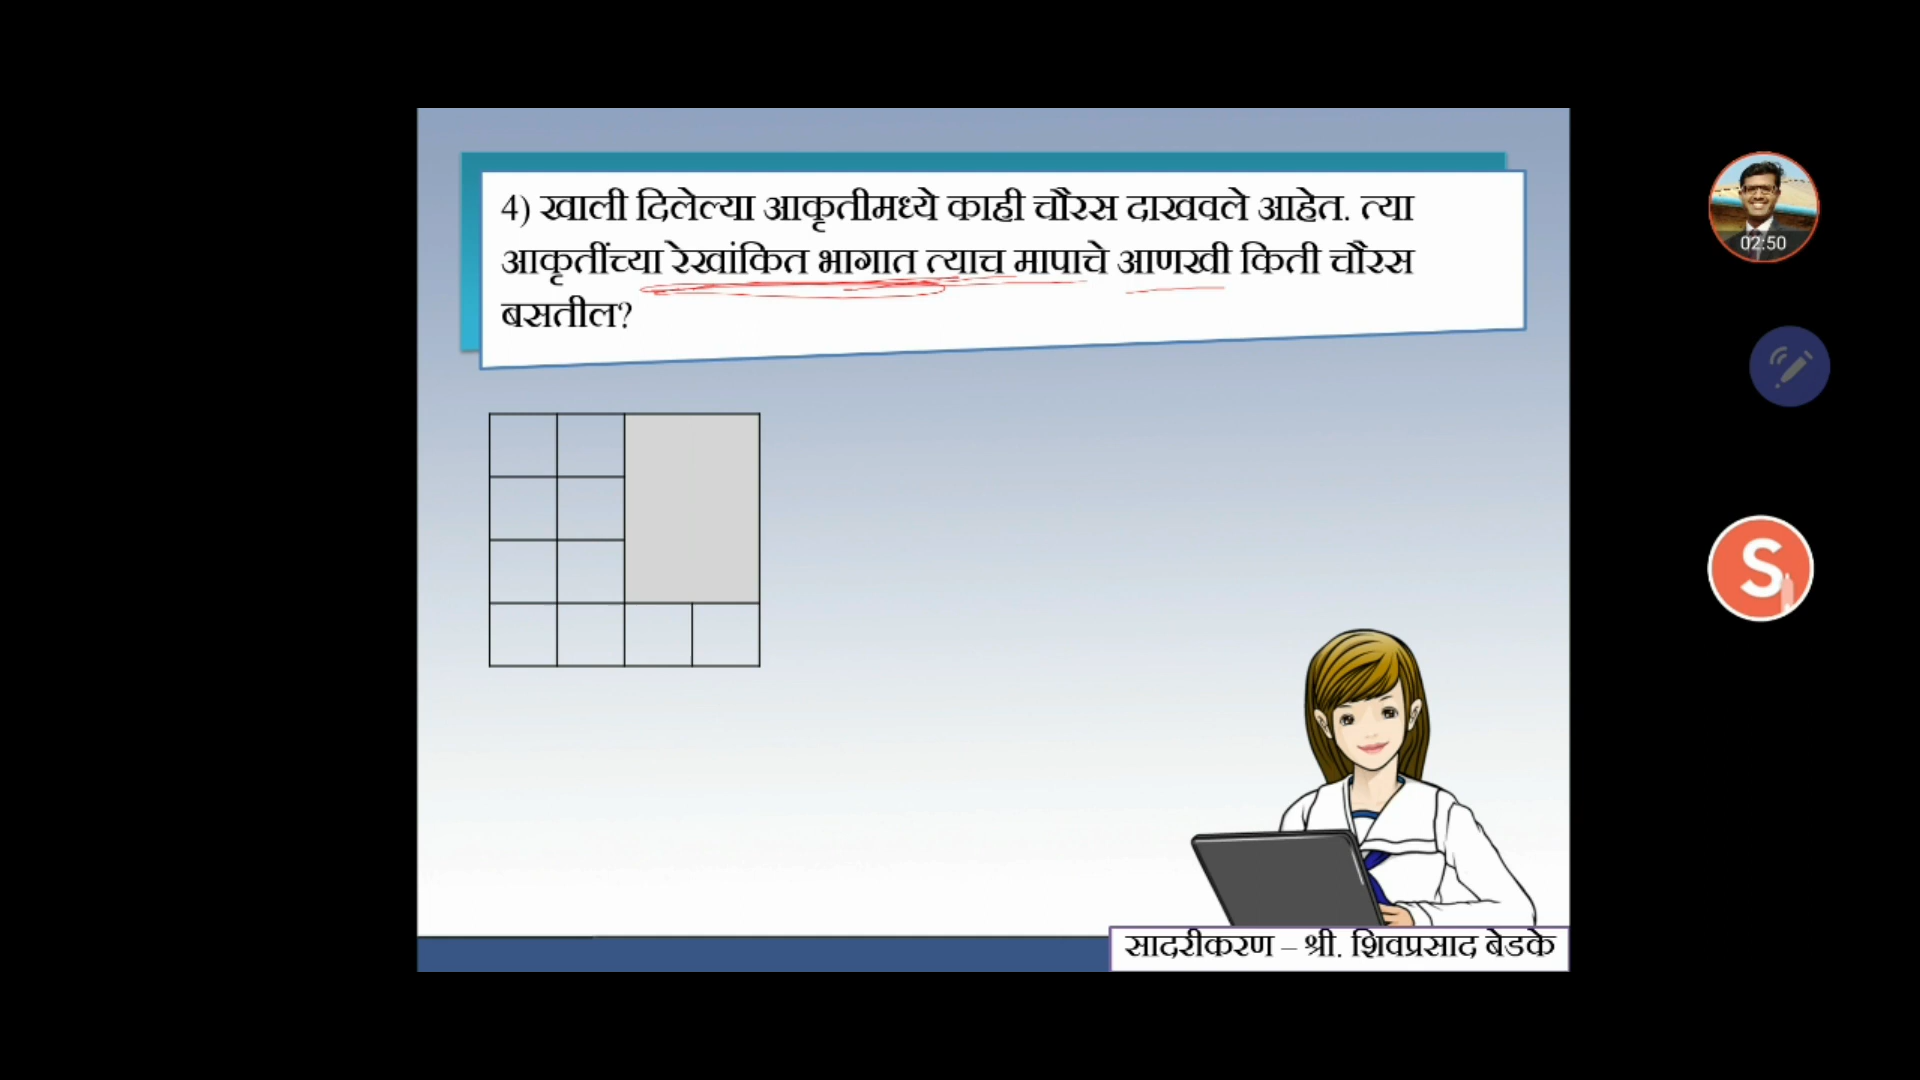 4) खाली दिलेल्या आकृतीमध्ये काही चौरस दाखवले आहेत. त्या
आकृतींच्या रेखांकित भागात त्याच मापाचे आणखी किती चौरस
बसतील?
02:50
S
सादरीकरण – श्री. शिवप्रसाद बेडके